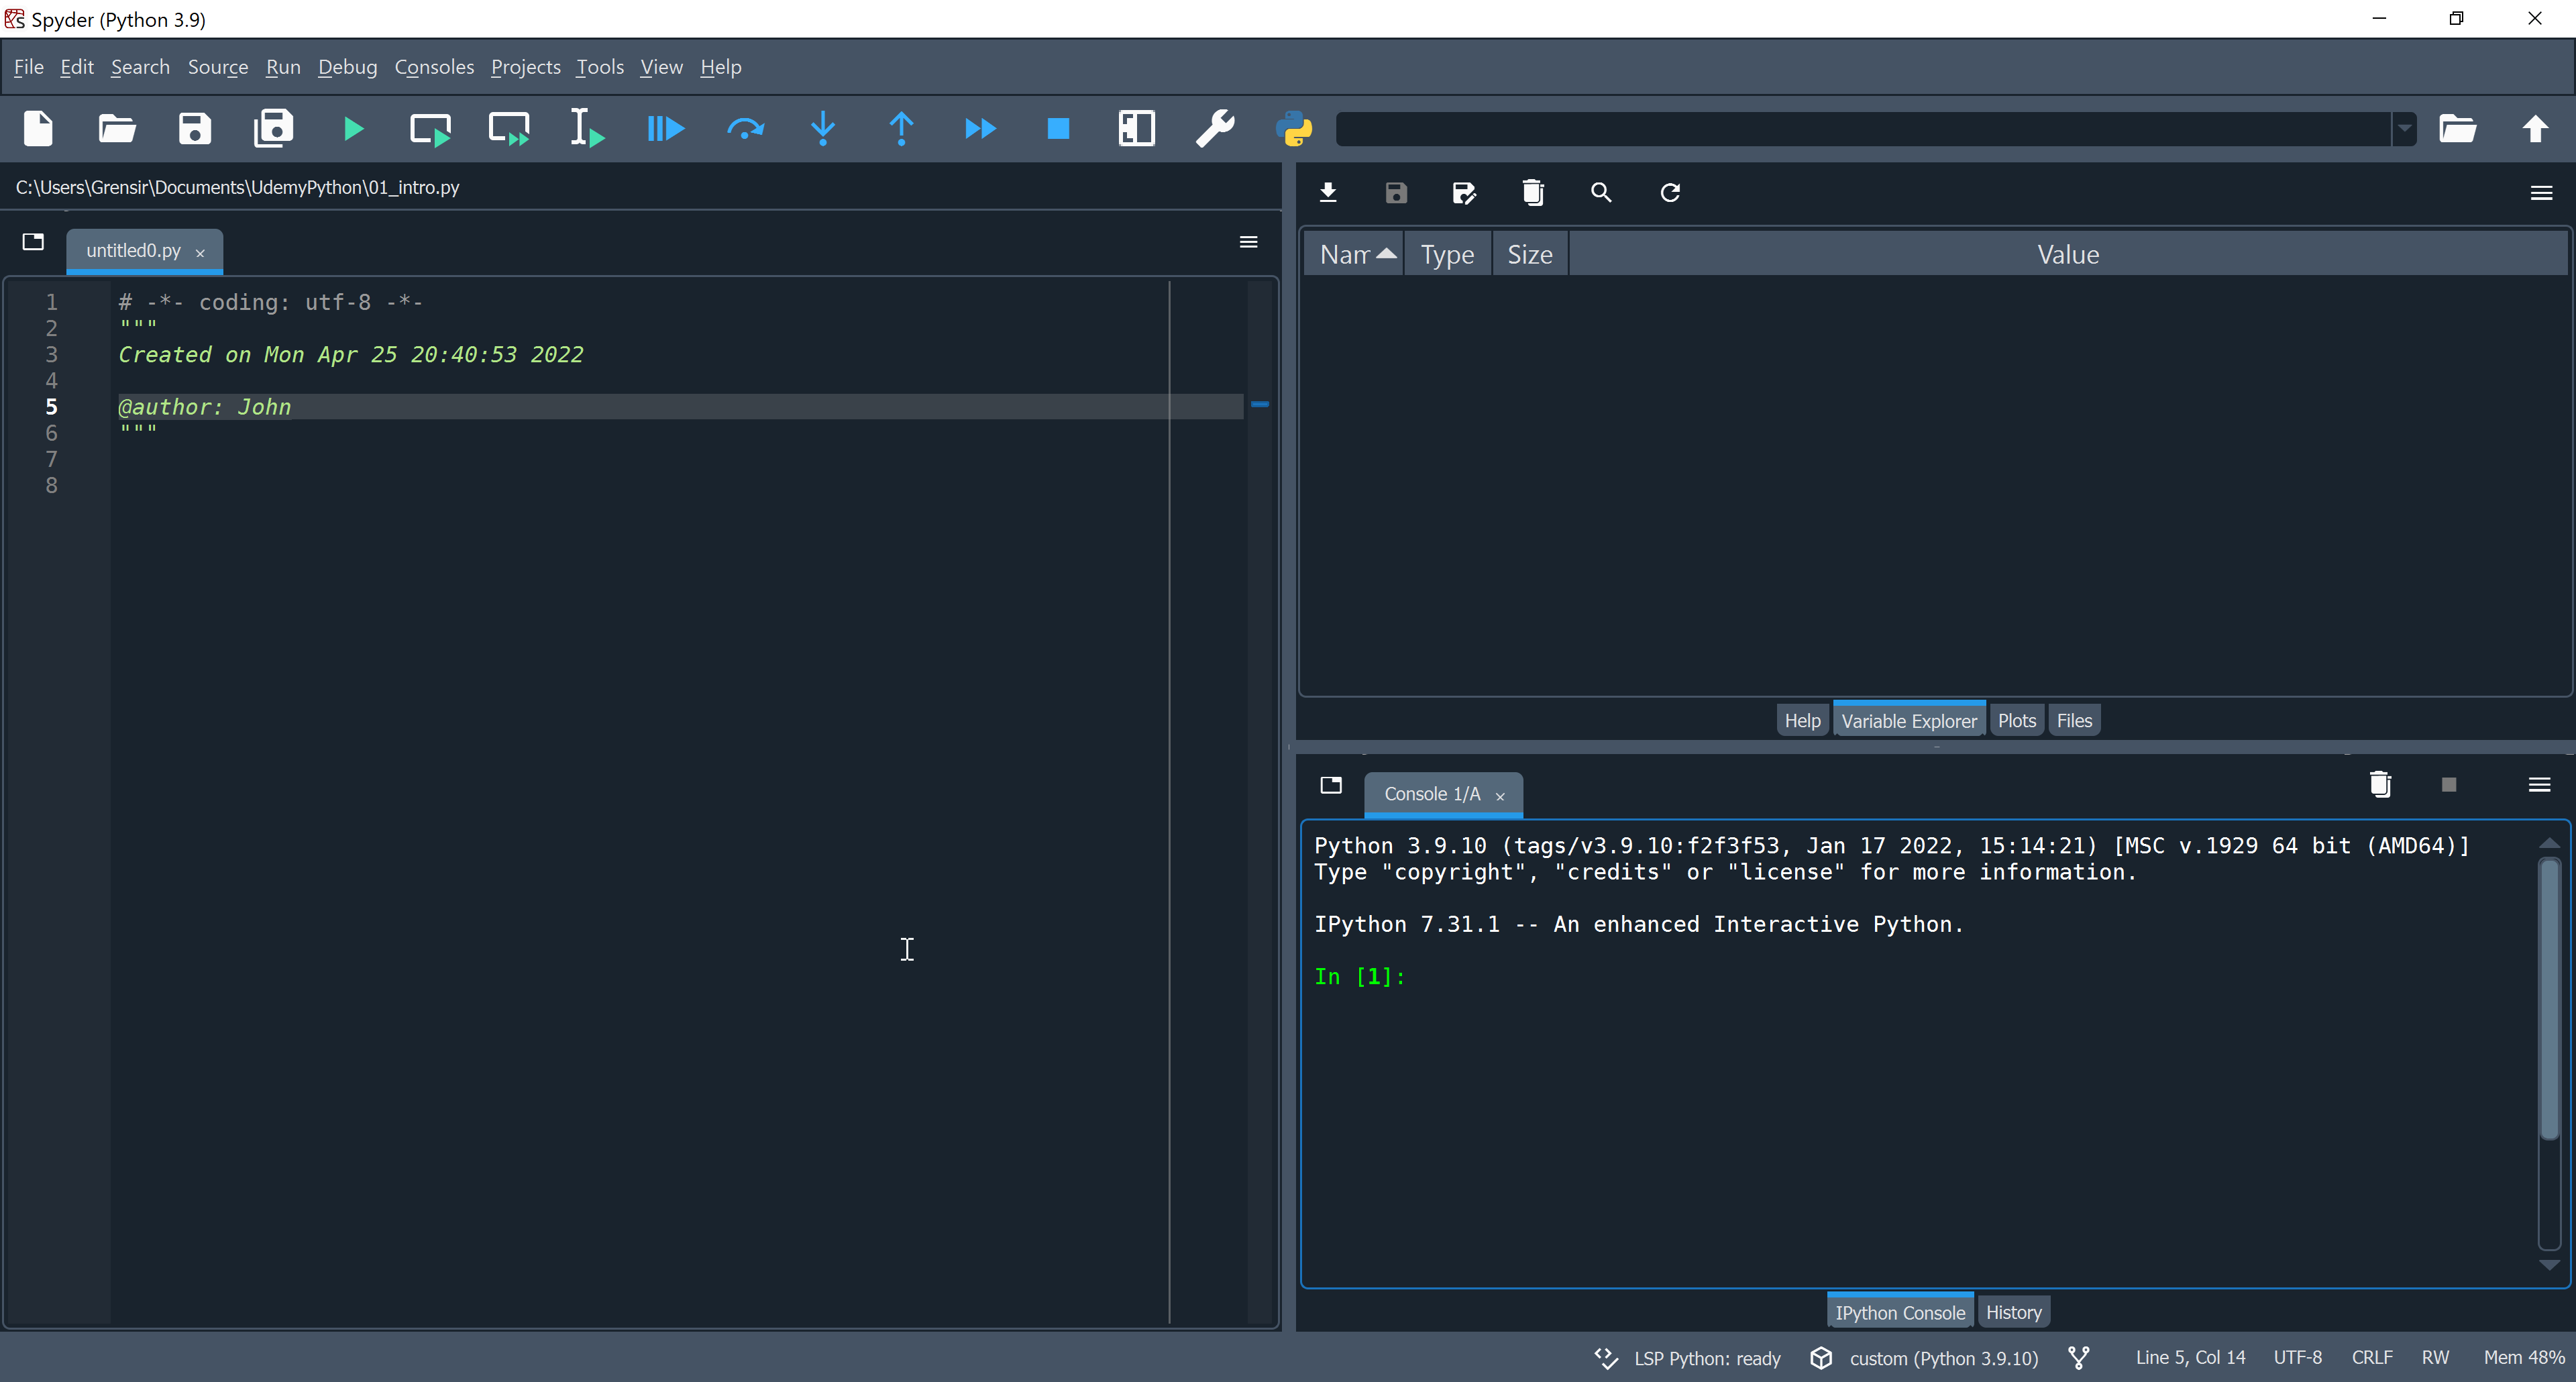 Spyder (Python 3.9)
File Edit Search Source Run Debug Consoles Projects Tools View Help
C:\Users\Grensir\Documents\UdemyPython\01_intro.py
untitled0.py
1 # -*- coding: utf-8 -*-
2 """
3 Created on Mon Apr 25 20:40:53 2022
4
5 @author: John
6 """
7
8
Nam Type Size Value
Help Variable Explorer Plots Files
Console 1/A
Python 3.9.10 (tags/v3.9.10:f2f3f53, Jan 17 2022, 15:14:21) [MSC v.1929 64 bit (AMD64)]
Type "copyright", "credits" or "license" for more information.
IPython 7.31.1 -- An enhanced Interactive Python.
In [1]:
IPython Console History
LSP Python: ready custom (Python 3.9.10) Line 5, Col 14 UTF-8 CRLF RW Mem 48%